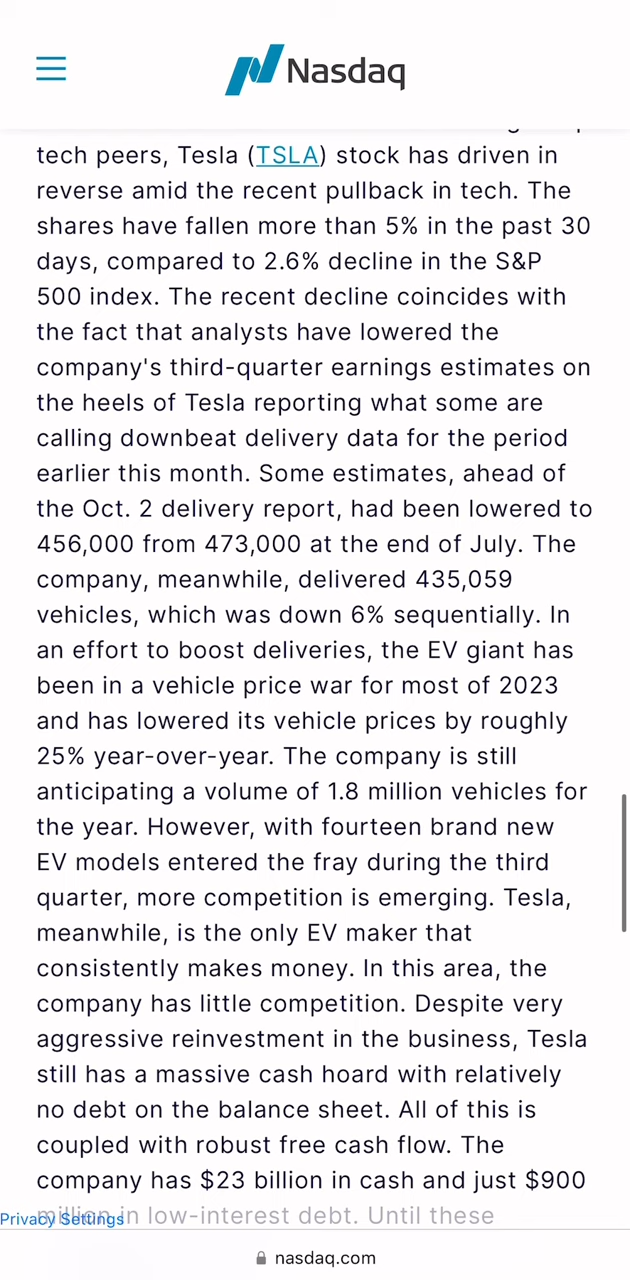 Nasdaq
tech peers, Tesla (TSLA) stock has driven in
reverse amid the recent pullback in tech. The
shares have fallen more than 5% in the past 30
days, compared to 2.6% decline in the S&P
500 index. The recent decline coincides with
the fact that analysts have lowered the
company's third-quarter earnings estimates on
the heels of Tesla reporting what some are
calling downbeat delivery data for the period
earlier this month. Some estimates, ahead of
the Oct. 2 delivery report, had been lowered to
456,000 from 473,000 at the end of July. The
company, meanwhile, delivered 435,059
vehicles, which was down 6% sequentially. In
an effort to boost deliveries, the EV giant has
been in a vehicle price war for most of 2023
and has lowered its vehicle prices by roughly
25% year-over-year. The company is still
anticipating a volume of 1.8 million vehicles for
the year. However, with fourteen brand new
EV models entered the fray during the third
quarter, more competition is emerging. Tesla,
meanwhile, is the only EV maker that
consistently makes money. In this area, the
company has little competition. Despite very
aggressive reinvestment in the business, Tesla
still has a massive cash hoard with relatively
no debt on the balance sheet. All of this is
coupled with robust free cash flow. The
company has $23 billion in cash and just $900
million in low-interest debt. Until these
Privacy Settings
nasdaq.com